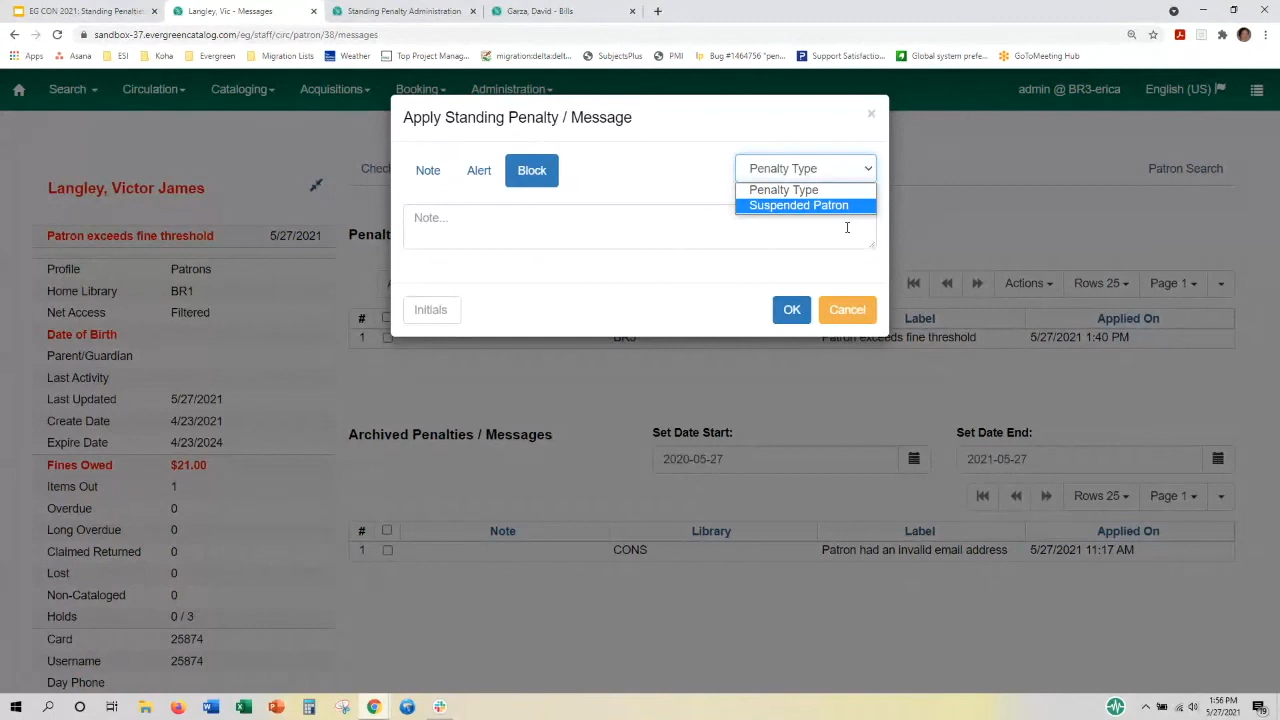 EG CON 2021: Standing Penaltie
Langley, Vic - Messages
Standing Penalty Administration
Garza, David - Bills
sandbox-37.evergreencatalog.com/eg/staff/circ/patron/38/messages
Apps Asana ESI Koha Evergreen Migration Lists Weather Top Project Manag... migration:delta:delt... SubjectsPlus PMI Bug #1464756 "pen... Support Satisfactio... Global system prefe... GoToMeeting Hub
Search Circulation Cataloging Acquisitions Booking Administration admin @ BR3-erica English (US)
Apply Standing Penalty / Message ×
Note Alert Block Penalty Type
Penalty Type
Suspended Patron
Note...
Initials OK Cancel
Langley, Victor James
Patron exceeds fine threshold 5/27/2021
Profile Patrons
Home Library BR1
Net Access Filtered
Date of Birth
Parent/Guardian
Last Activity
Last Updated 5/27/2021
Create Date 4/23/2021
Expire Date 4/23/2024
Fines Owed $21.00
Items Out 1
Overdue 0
Long Overdue 0
Claimed Returned 0
Lost 0
Non-Cataloged 0
Holds 0 / 3
Card 25874
Username 25874
Day Phone
Check
Patron Search
Penalt
Actions Rows 25 Page 1
# Label Applied On
1 BR3 Patron exceeds fine threshold 5/27/2021 1:40 PM
Archived Penalties / Messages
Set Date Start: Set Date End:
2020-05-27 2021-05-27
Rows 25 Page 1
# Note Library Label Applied On
1 CONS Patron had an invalid email address 5/27/2021 11:17 AM
1:56 PM
5/27/2021